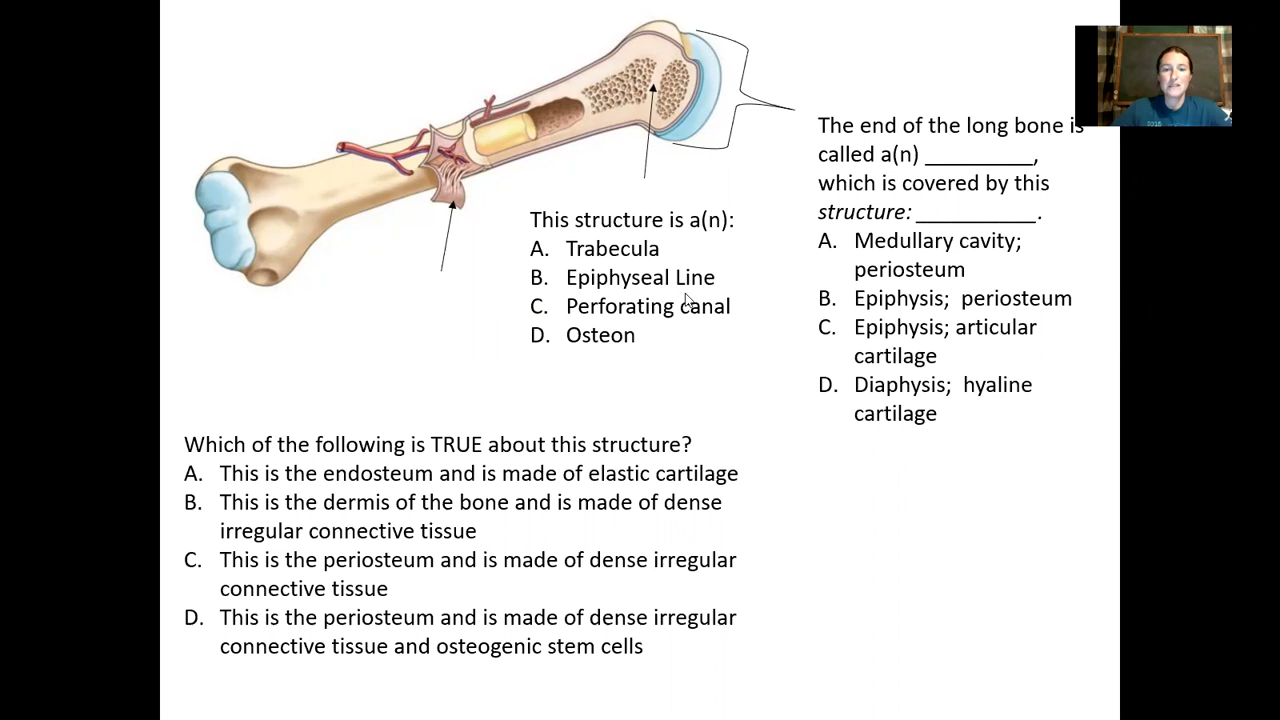 The end of the long bone is
called a(n) _________,
which is covered by this
structure: __________.
A. Medullary cavity;
periosteum
B. Epiphysis; periosteum
C. Epiphysis; articular
cartilage
D. Diaphysis; hyaline
cartilage
This structure is a(n):
A. Trabecula
B. Epiphyseal Line
C. Perforating canal
D. Osteon
Which of the following is TRUE about this structure?
A. This is the endosteum and is made of elastic cartilage
B. This is the dermis of the bone and is made of dense
irregular connective tissue
C. This is the periosteum and is made of dense irregular
connective tissue
D. This is the periosteum and is made of dense irregular
connective tissue and osteogenic stem cells